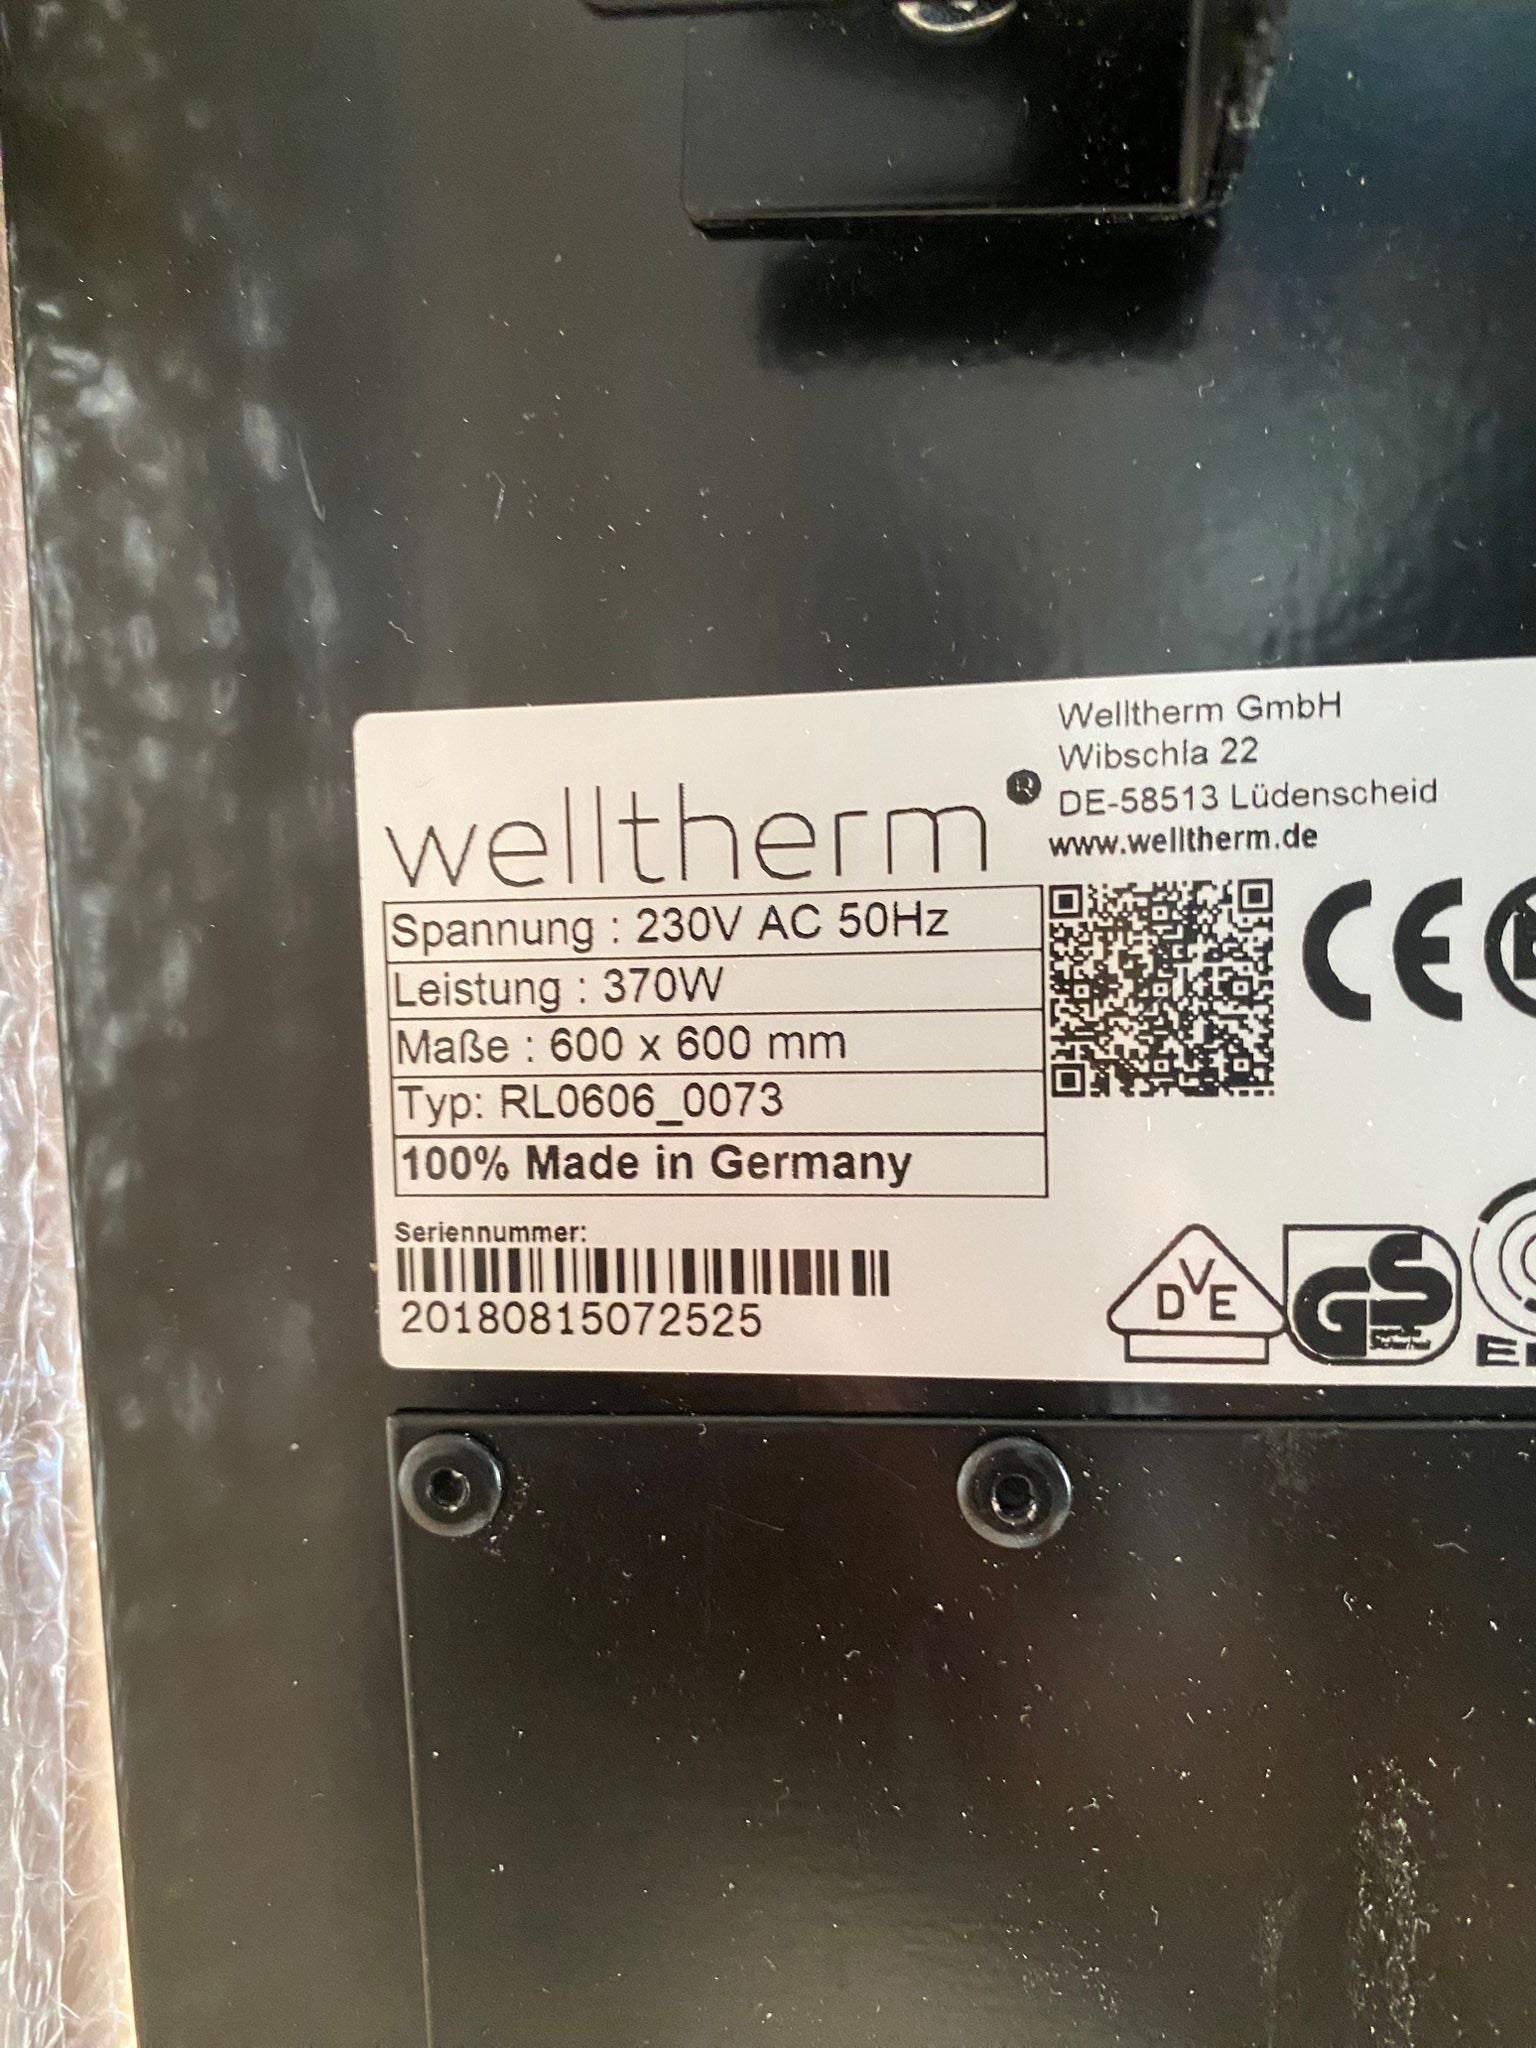 Welltherm GmbH
Wibschla 22
DE-58513 Lüdenscheid
www.welltherm.de
welltherm®
Spannung : 230V AC 50Hz
Leistung : 370W
Maße : 600 x 600 mm
Typ: RL0606_0073
100% Made in Germany
Seriennummer:
20180815072525
CE
DVE
GS